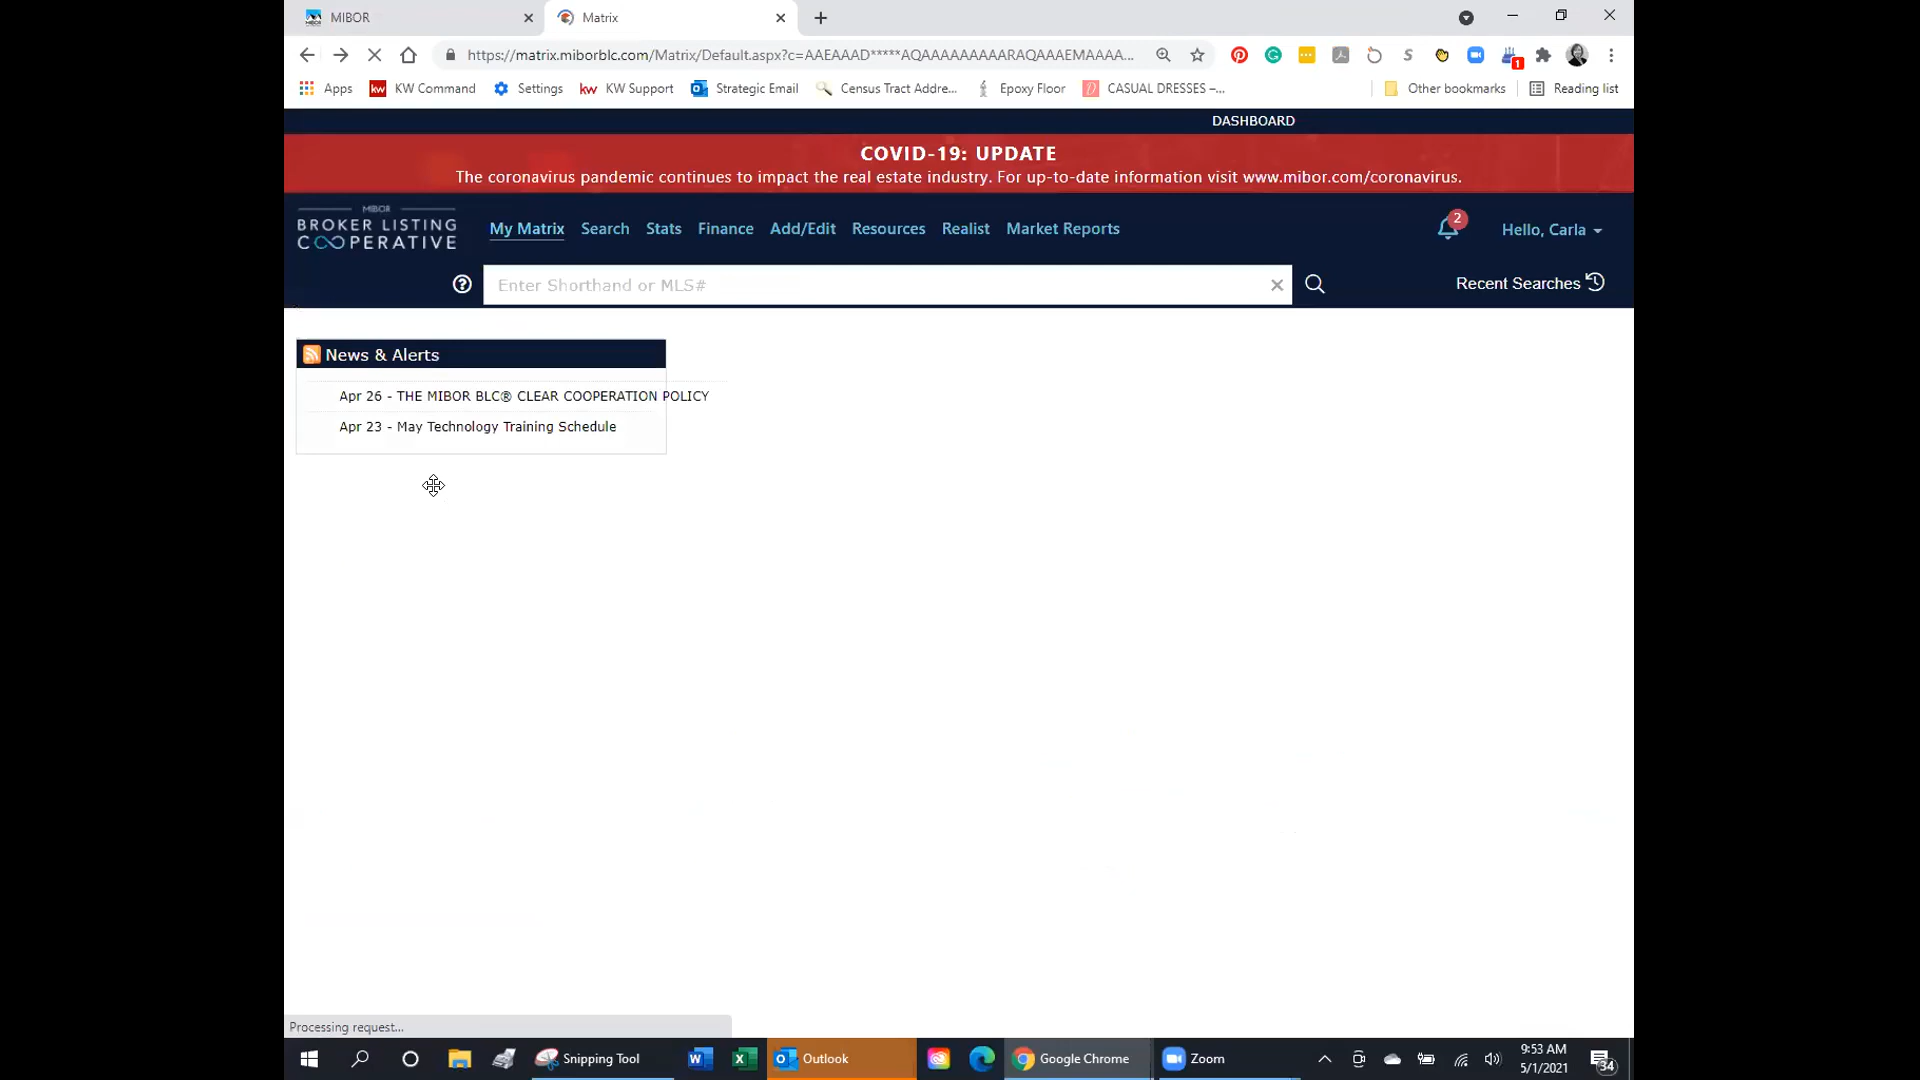 MIBOR
Matrix
https://matrix.miborblc.com/Matrix/Default.aspx?c=AAEAAAD*****AQAAAAAAAAARAQAAAEMAAAA...
1
Apps
KW Command
Settings
KW Support
Strategic Email
Census Tract Addre...
Epoxy Floor
CASUAL DRESSES –...
Other bookmarks
Reading list
DASHBOARD
COVID-19: UPDATE
The coronavirus pandemic continues to impact the real estate industry. For up-to-date information visit www.mibor.com/coronavirus.
MIBOR
BROKER LISTING
COOPERATIVE
My Matrix
Search
Stats
Finance
Add/Edit
Resources
Realist
Market Reports
2
Hello, Carla
Enter Shorthand or MLS#
Recent Searches
News & Alerts
Apr 26 - THE MIBOR BLC® CLEAR COOPERATION POLICY
Apr 23 - May Technology Training Schedule
Processing request...
Snipping Tool
Outlook
Google Chrome
Zoom
9:53 AM
5/1/2021
34